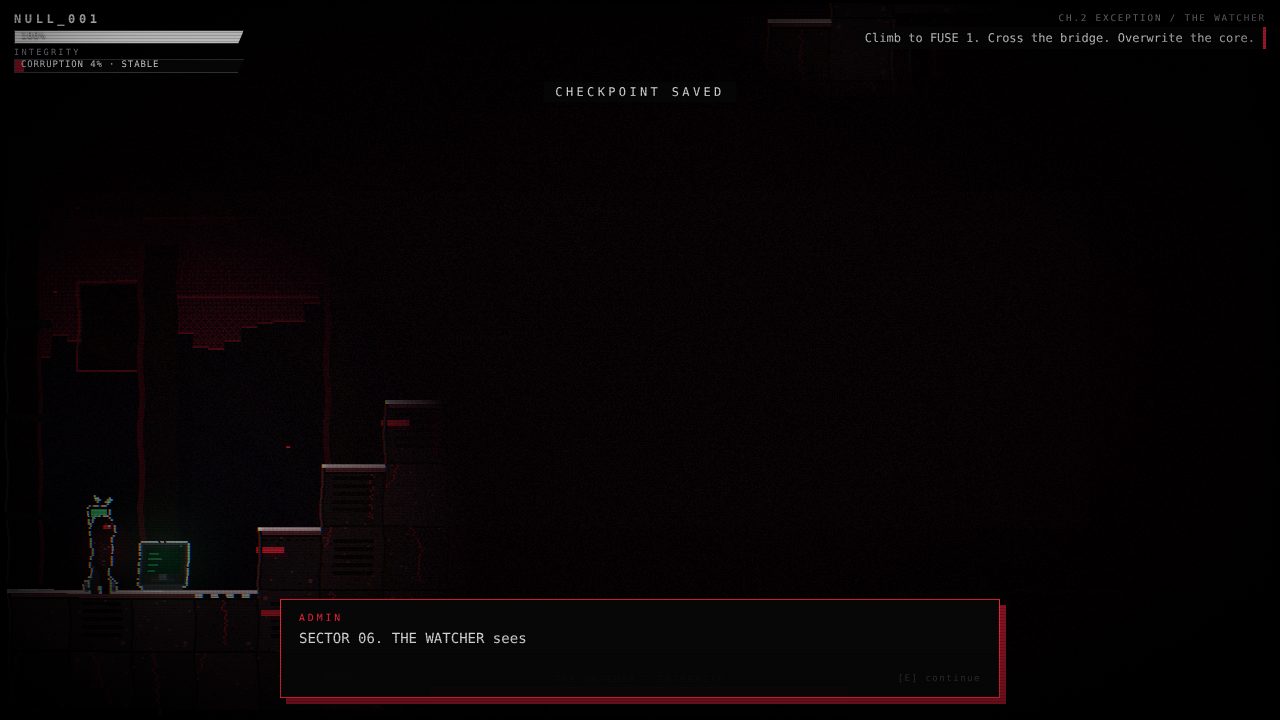 NULL_001
100%
INTEGRITY
CORRUPTION 4% · STABLE
CH.2 EXCEPTION / THE WATCHER
Climb to FUSE 1. Cross the bridge. Overwrite the core.
CHECKPOINT SAVED
ADMIN
SECTOR 06. THE WATCHER sees
[E] continue